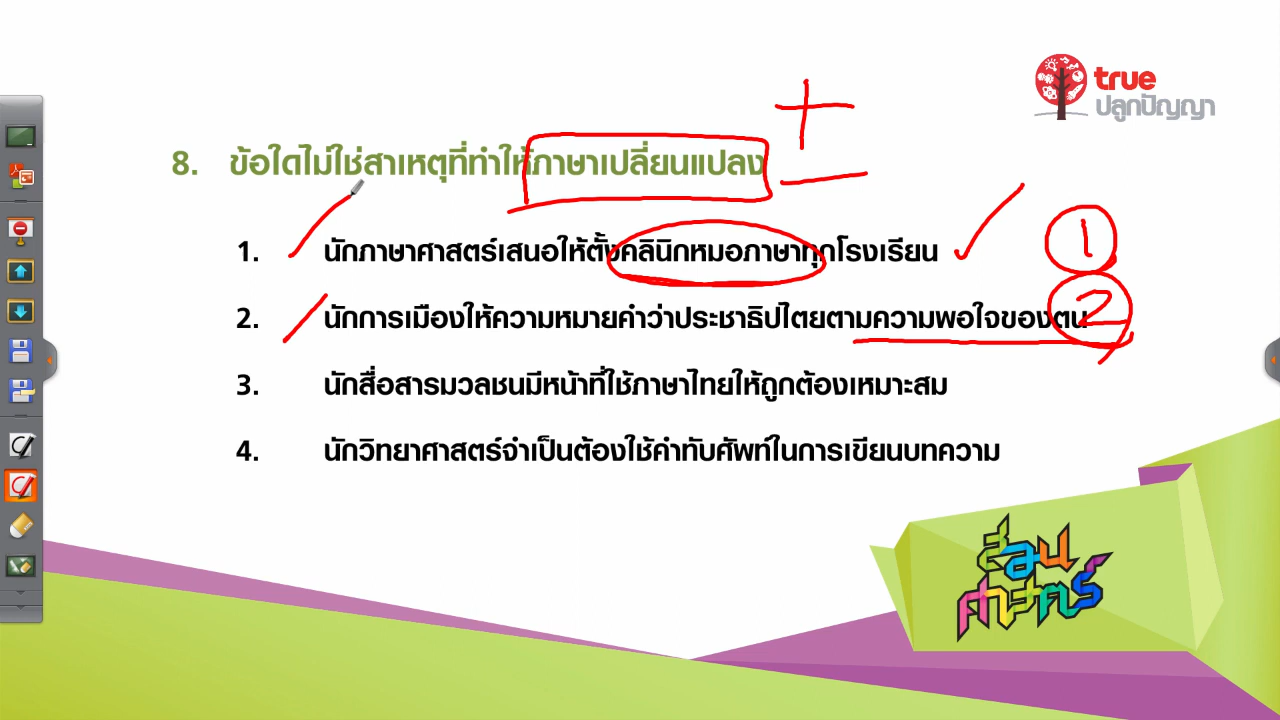 true
ปลูกปัญญา
+
8. ข้อใดไม่ใช่สาเหตุที่ทำให้ภาษาเปลี่ยนแปลง
–
1. นักภาษาศาสตร์เสนอให้ตั้งคลินิกหมอภาษาทุกโรงเรียน 1
2. นักการเมืองให้ความหมายคำว่าประชาธิปไตยตามความพอใจของตน 2
3. นักสื่อสารมวลชนมีหน้าที่ใช้ภาษาไทยให้ถูกต้องเหมาะสม
4. นักวิทยาศาสตร์จำเป็นต้องใช้คำทับศัพท์ในการเขียนบทความ
สอน
ศาสตร์